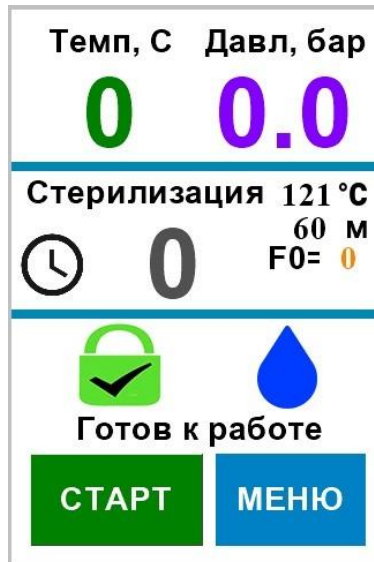 Темп, С Давл, бар
0 0.0
Стерилизация 121 °C
60 м
0 F0= 0
Готов к работе
СТАРТ МЕНЮ